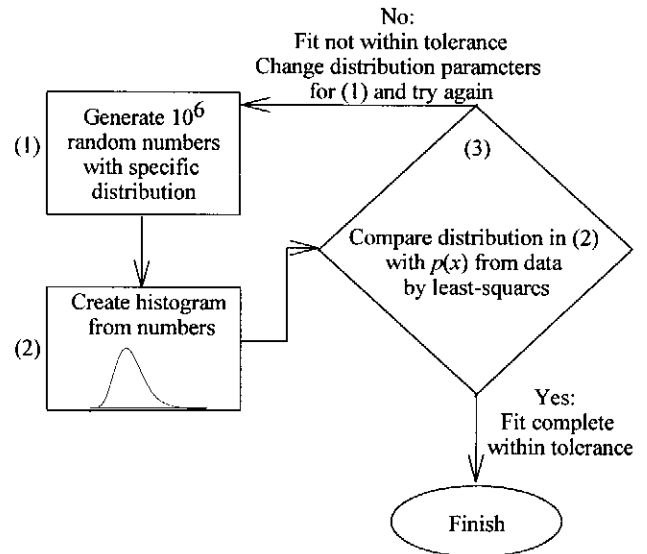 No:
Fit not within tolerance
Change distribution parameters
for (1) and try again
(1)
Generate 10⁶
random numbers
with specific
distribution
(2)
Create histogram
from numbers
(3)
Compare distribution in (2)
with p(x) from data
by least-squares
Yes:
Fit complete
within tolerance
Finish